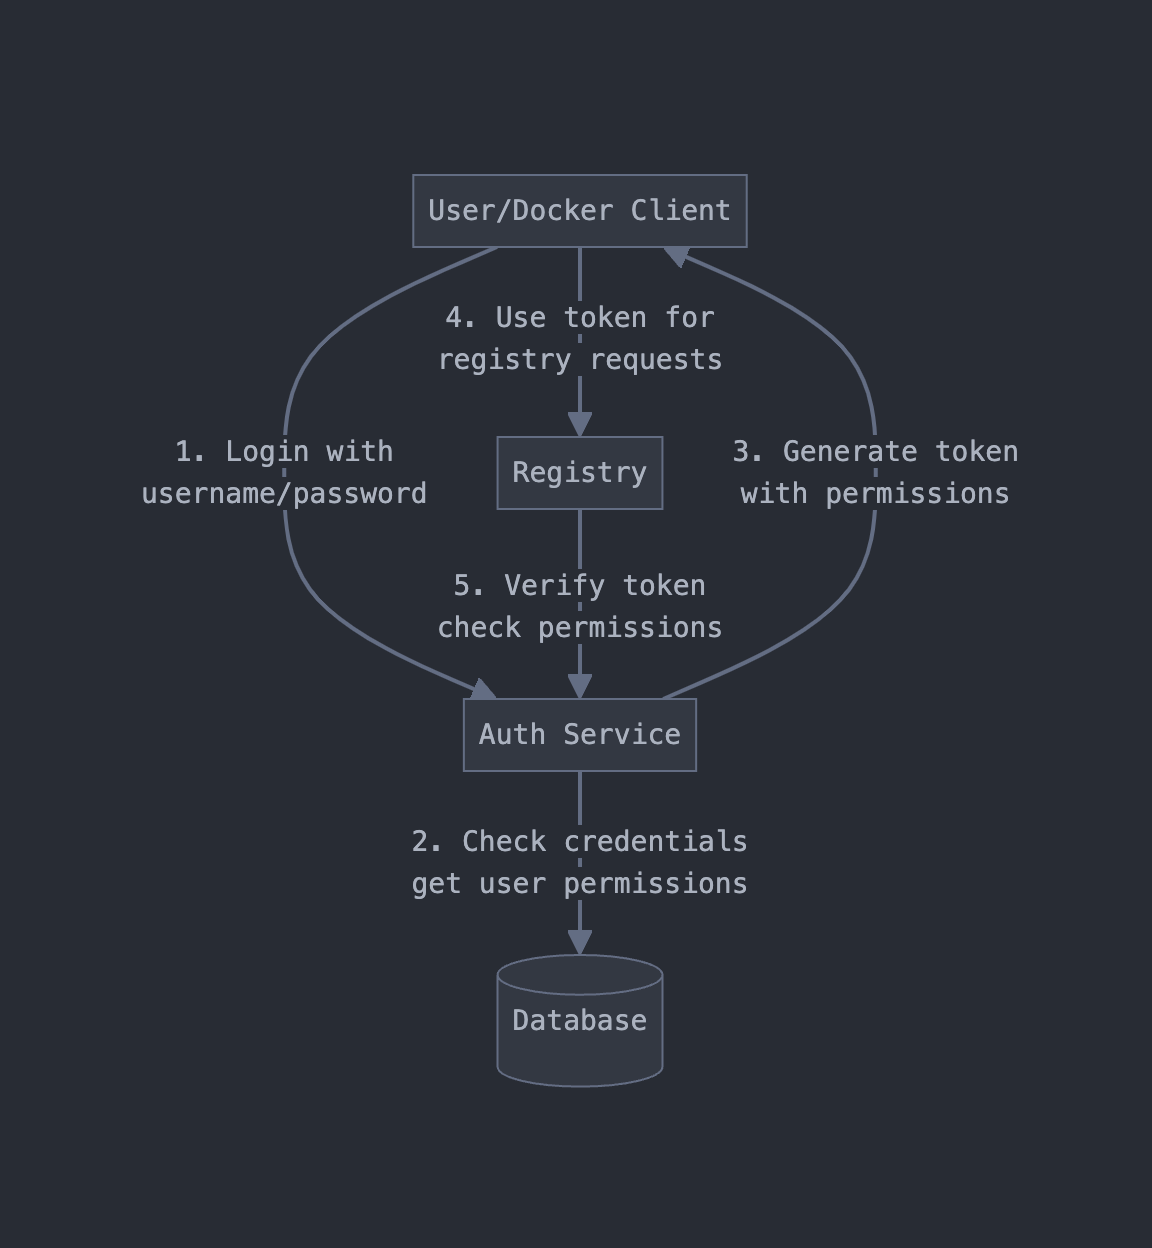 User/Docker Client
4. Use token for
registry requests
1. Login with
username/password
Registry
3. Generate token
with permissions
5. Verify token
check permissions
Auth Service
2. Check credentials
get user permissions
Database